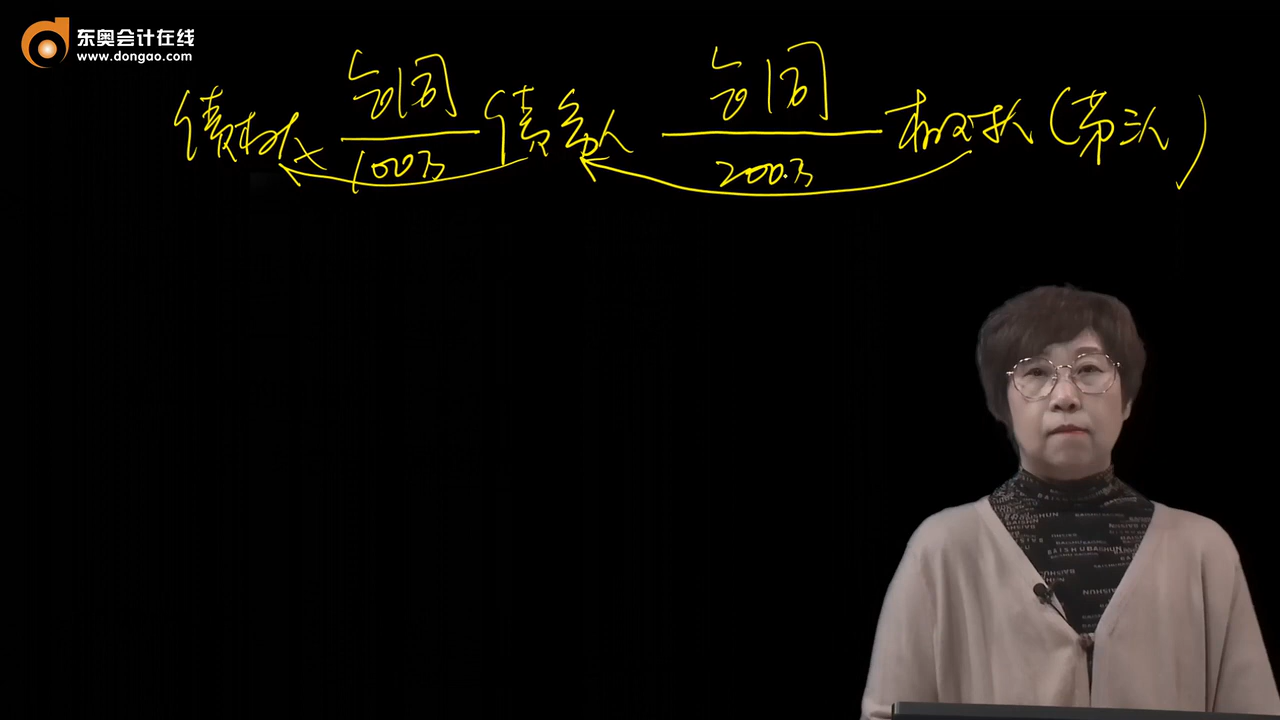 东奥会计在线
www.dongao.com
合同 合同
债权人 债务人 相对人(第三人)
100万 200万
BAISHUBAISHUN